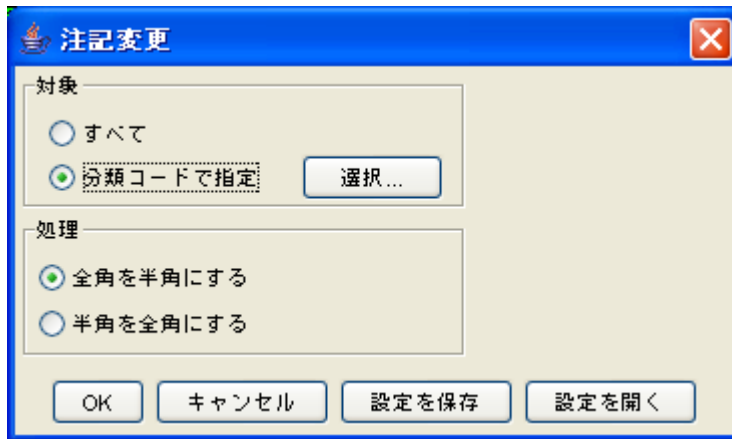 注記変更
対象
すべて
分類コードで指定 選択...
処理
全角を半角にする
半角を全角にする
OK キャンセル 設定を保存 設定を開く